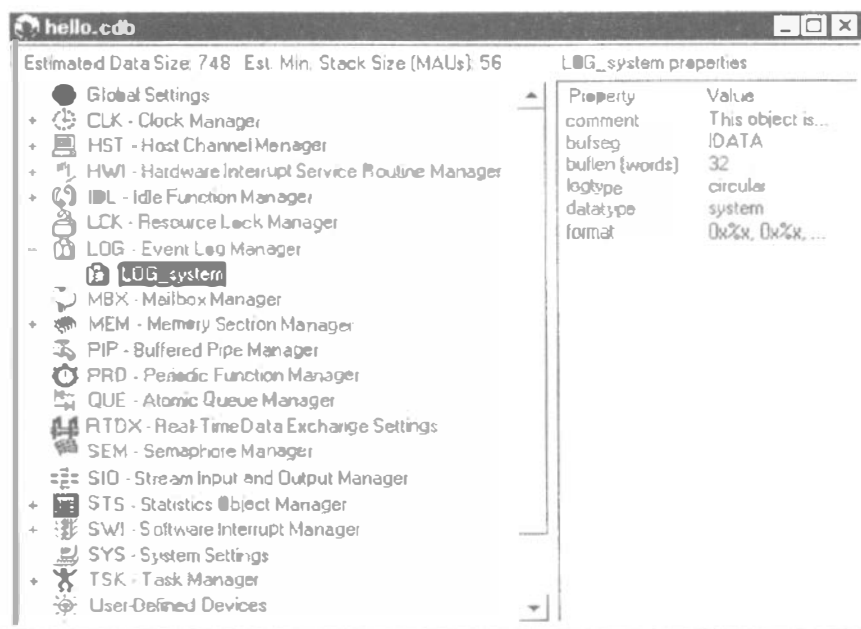 hello.cdb
Estimated Data Size: 748 Est. Min. Stack Size (MAUs): 56
LOG_system properties
Global Settings
+ CLK - Clock Manager
+ HST - Host Channel Manager
+ HWI - Hardware Interrupt Service Routine Manager
+ IDL - Idle Function Manager
LCK - Resource Lock Manager
- LOG - Event Log Manager
LOG_system
MBX - Mailbox Manager
+ MEM - Memory Section Manager
PIP - Buffered Pipe Manager
PRD - Periodic Function Manager
QUE - Atomic Queue Manager
RTDX - Real-Time Data Exchange Settings
SEM - Semaphore Manager
SIO - Stream Input and Output Manager
+ STS - Statistics Object Manager
+ SWI - Software Interrupt Manager
SYS - System Settings
+ TSK - Task Manager
User-Defined Devices
Property Value
comment This object is...
bufseg IDATA
buflen (words) 32
logtype circular
datatype system
format 0x%x, 0x%x, ...